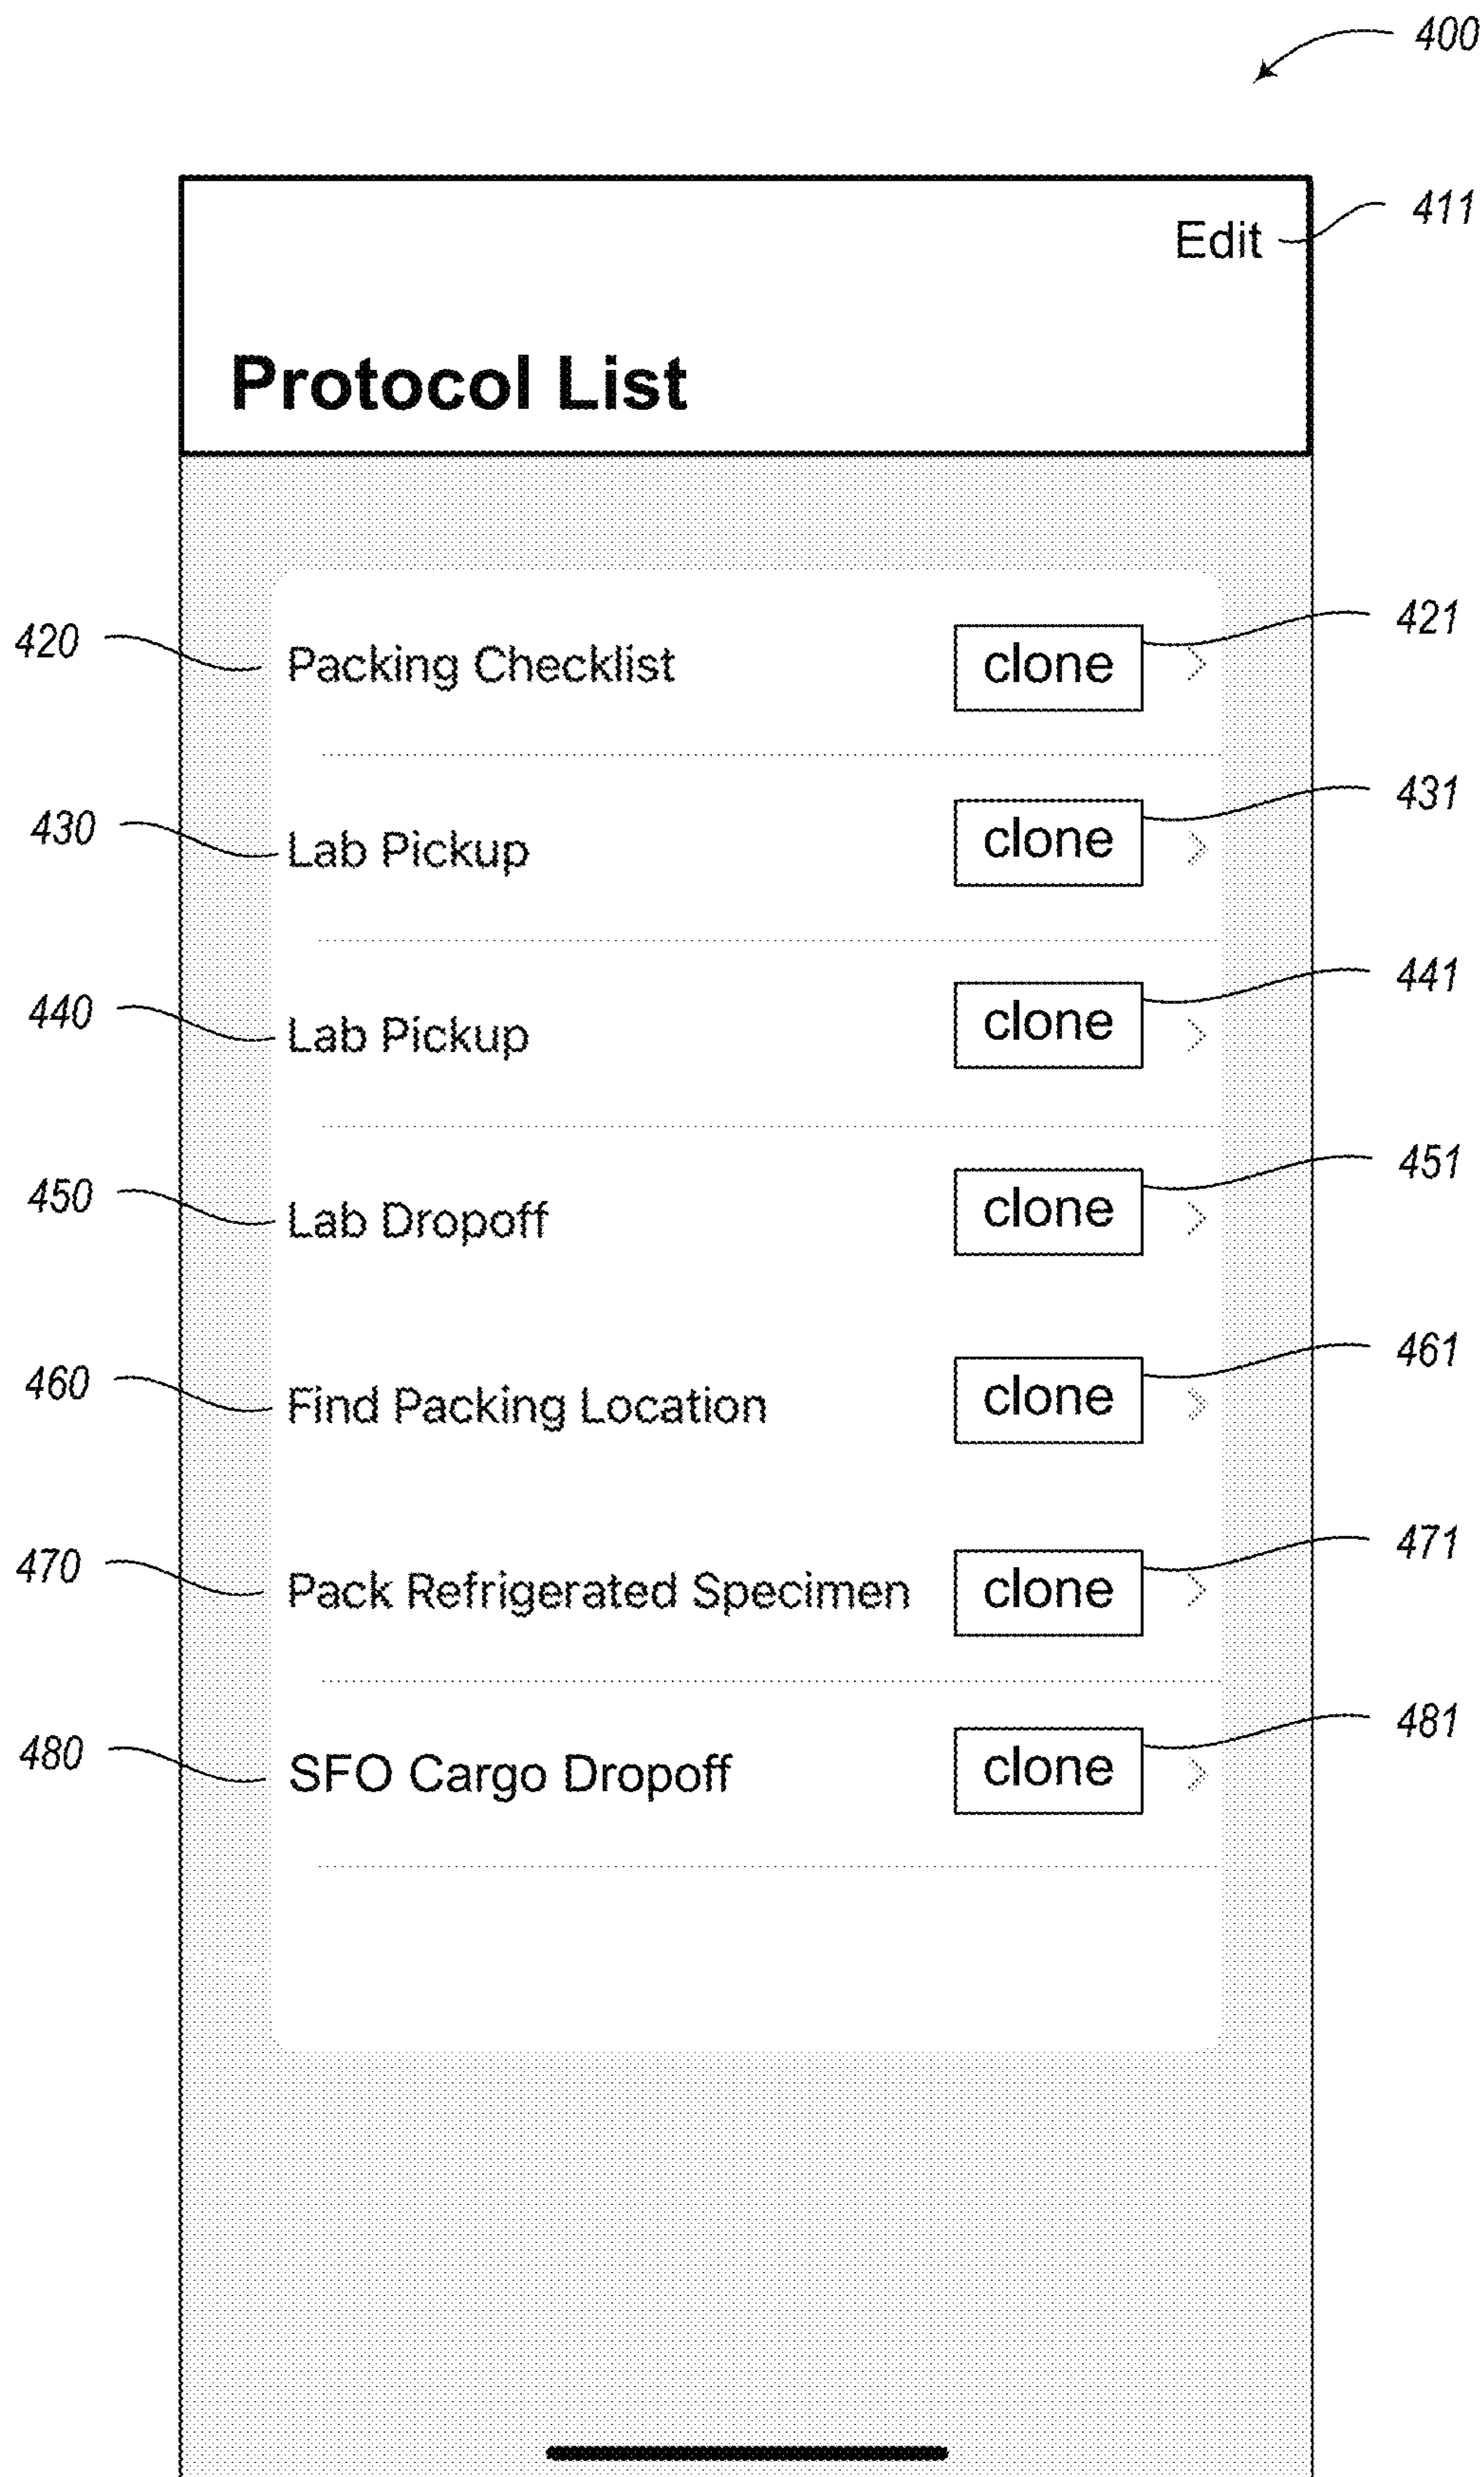 400
Edit 411
Protocol List
420 Packing Checklist clone 421
430 Lab Pickup clone 431
440 Lab Pickup clone 441
450 Lab Dropoff clone 451
460 Find Packing Location clone 461
470 Pack Refrigerated Specimen clone 471
480 SFO Cargo Dropoff clone 481